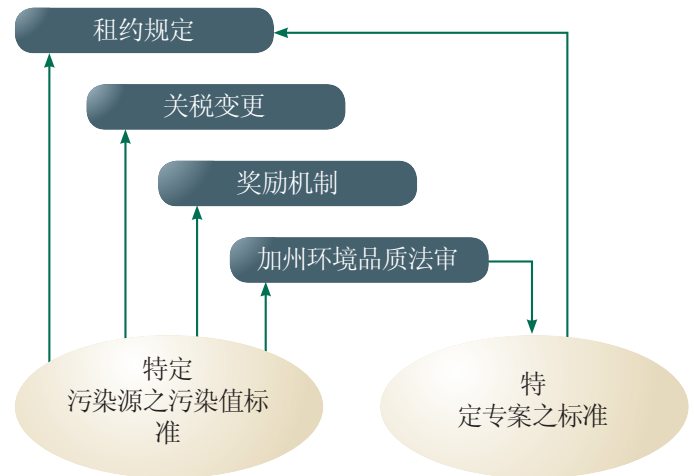 租约规定
关税变更
奖励机制
加州环境品质法审
特定
污染源之污染值标
准
特
定专案之标准